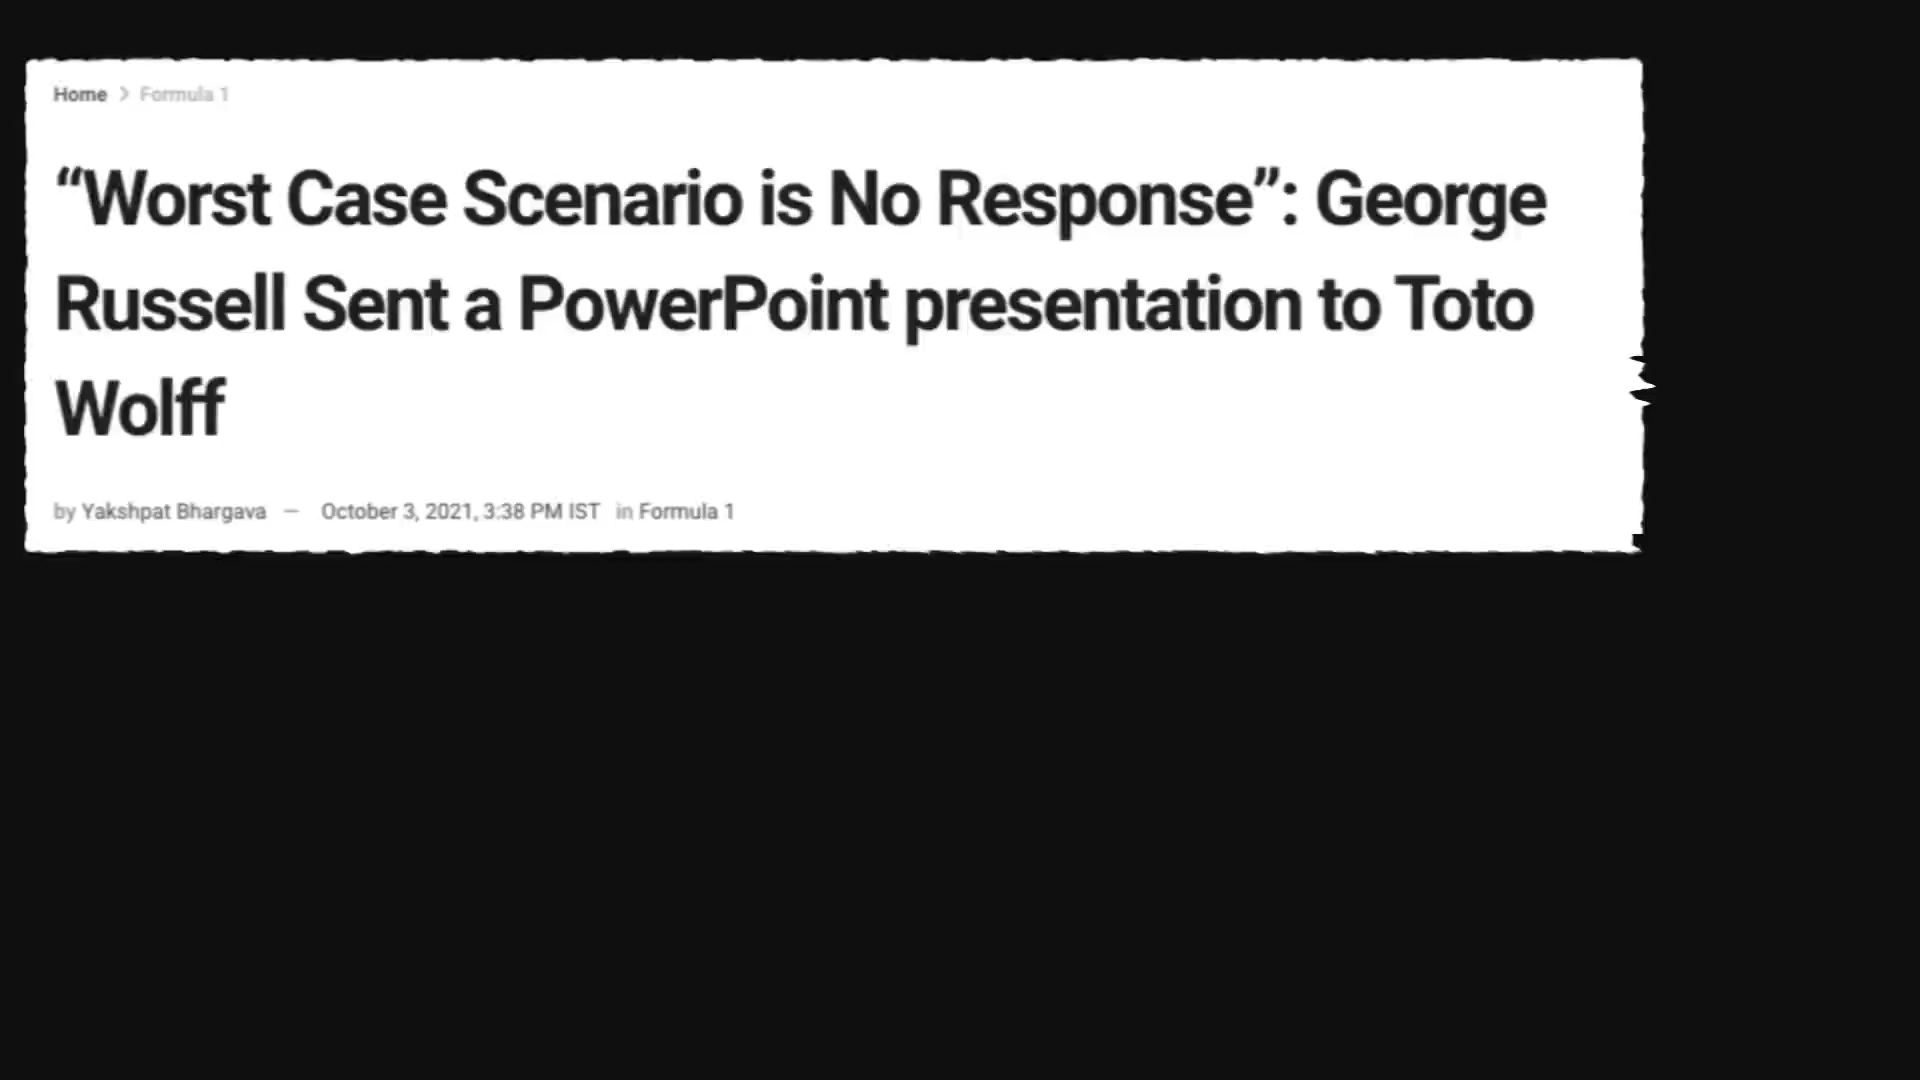 Home > Formula 1
“Worst Case Scenario is No Response”: George
Russell Sent a PowerPoint presentation to Toto
Wolff
by Yakshpat Bhargava — October 3, 2021, 3:38 PM IST in Formula 1